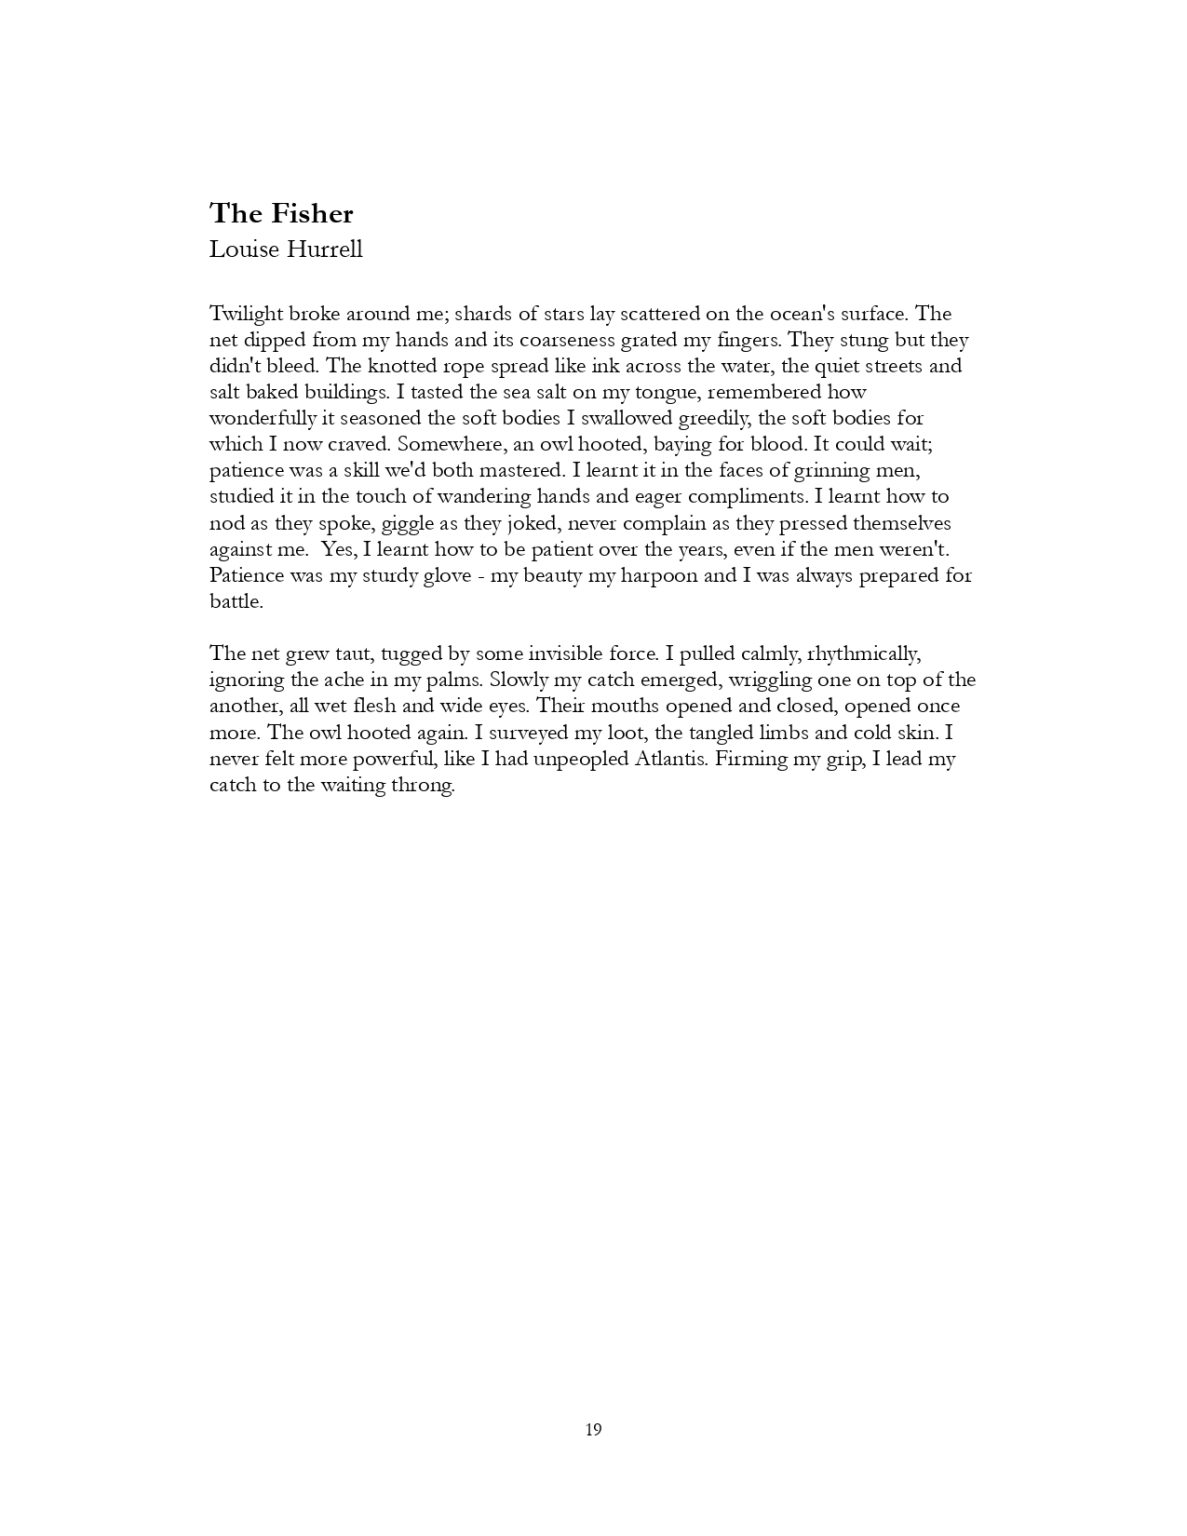 The Fisher
Louise Hurrell
Twilight broke around me; shards of stars lay scattered on the ocean's surface. The
net dipped from my hands and its coarseness grated my fingers. They stung but they
didn't bleed. The knotted rope spread like ink across the water, the quiet streets and
salt baked buildings. I tasted the sea salt on my tongue, remembered how
wonderfully it seasoned the soft bodies I swallowed greedily, the soft bodies for
which I now craved. Somewhere, an owl hooted, baying for blood. It could wait;
patience was a skill we'd both mastered. I learnt it in the faces of grinning men,
studied it in the touch of wandering hands and eager compliments. I learnt how to
nod as they spoke, giggle as they joked, never complain as they pressed themselves
against me.  Yes, I learnt how to be patient over the years, even if the men weren't.
Patience was my sturdy glove - my beauty my harpoon and I was always prepared for
battle.
The net grew taut, tugged by some invisible force. I pulled calmly, rhythmically,
ignoring the ache in my palms. Slowly my catch emerged, wriggling one on top of the
another, all wet flesh and wide eyes. Their mouths opened and closed, opened once
more. The owl hooted again. I surveyed my loot, the tangled limbs and cold skin. I
never felt more powerful, like I had unpeopled Atlantis. Firming my grip, I lead my
catch to the waiting throng.
19